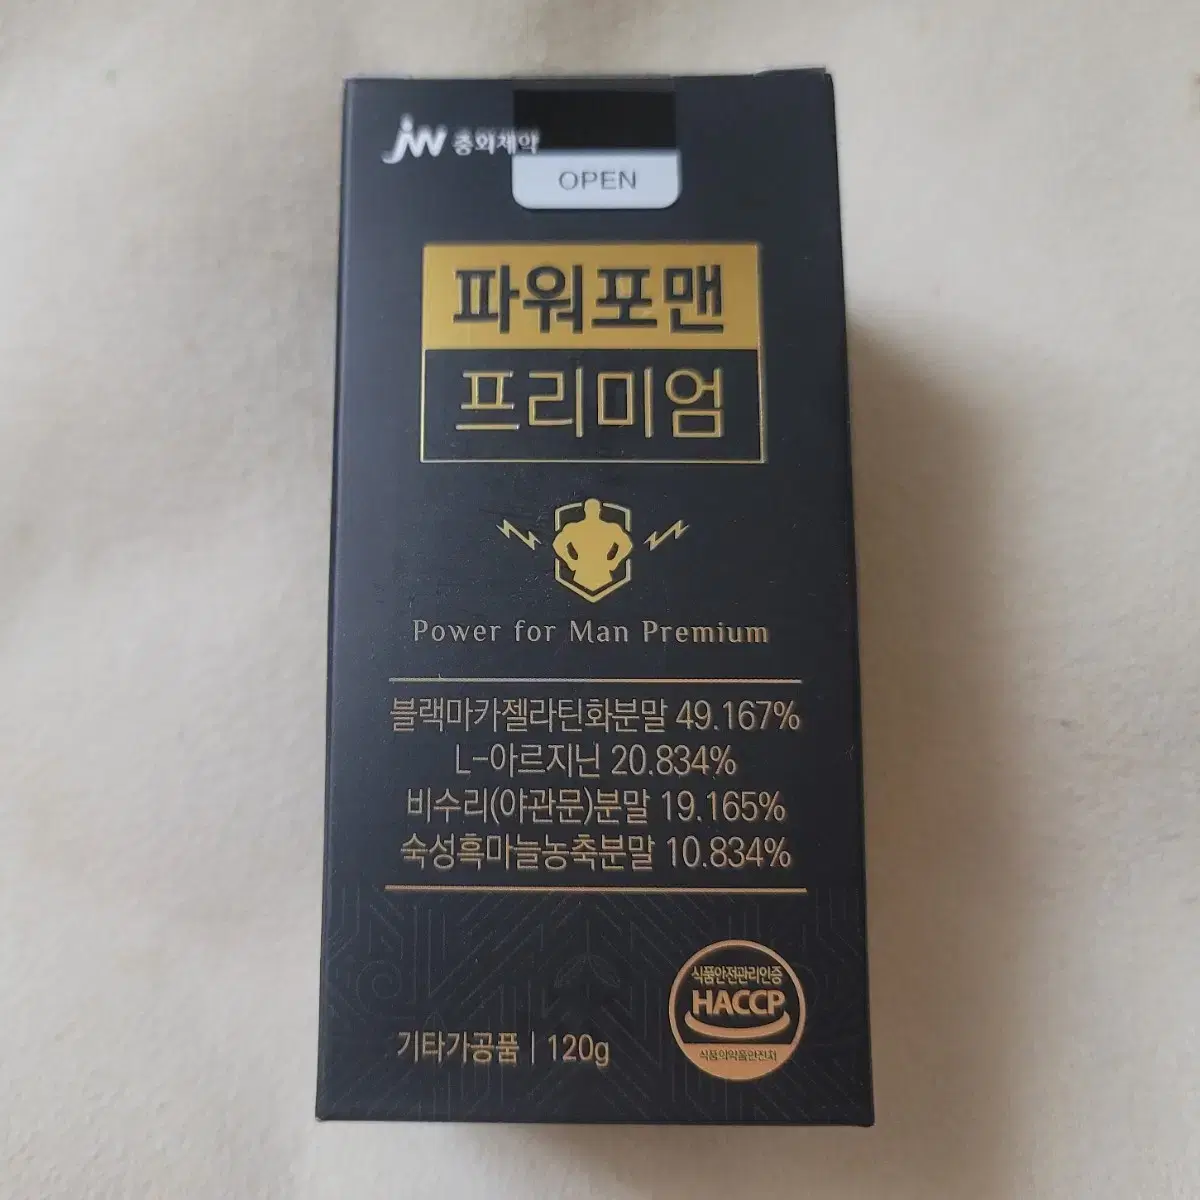 JW 중외제약
OPEN
파워포맨
프리미엄
Power for Man Premium
블랙마카젤라틴화분말 49.167%
L-아르지닌 20.834%
비수리(야관문)분말 19.165%
숙성흑마늘농축분말 10.834%
식품안전관리인증
HACCP
식품의약품안전처
기타가공품 | 120g